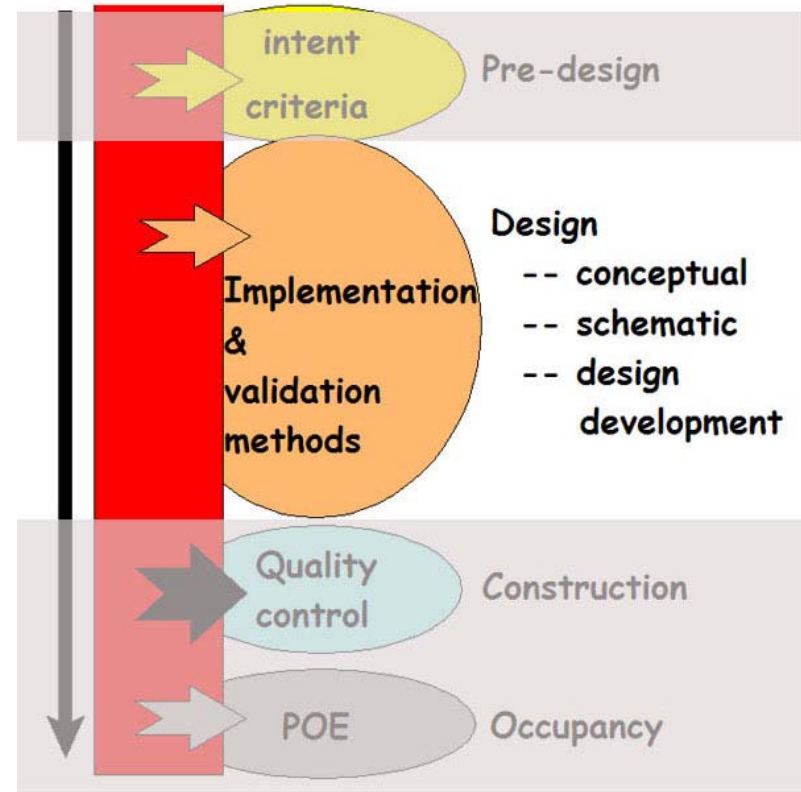 intent
criteria
Pre-design
Implementation
&
validation
methods
Design
-- conceptual
-- schematic
-- design
development
Quality
control
Construction
POE
Occupancy